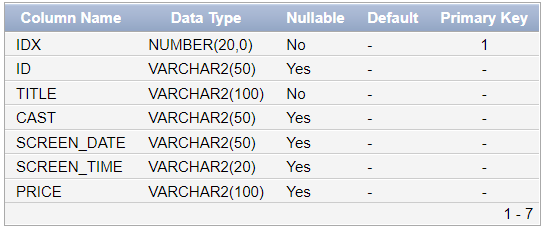 Column Name Data Type Nullable Default Primary Key
IDX NUMBER(20,0) No - 1
ID VARCHAR2(50) Yes - -
TITLE VARCHAR2(100) No - -
CAST VARCHAR2(50) Yes - -
SCREEN_DATE VARCHAR2(50) Yes - -
SCREEN_TIME VARCHAR2(20) Yes - -
PRICE VARCHAR2(100) Yes - -
1 - 7